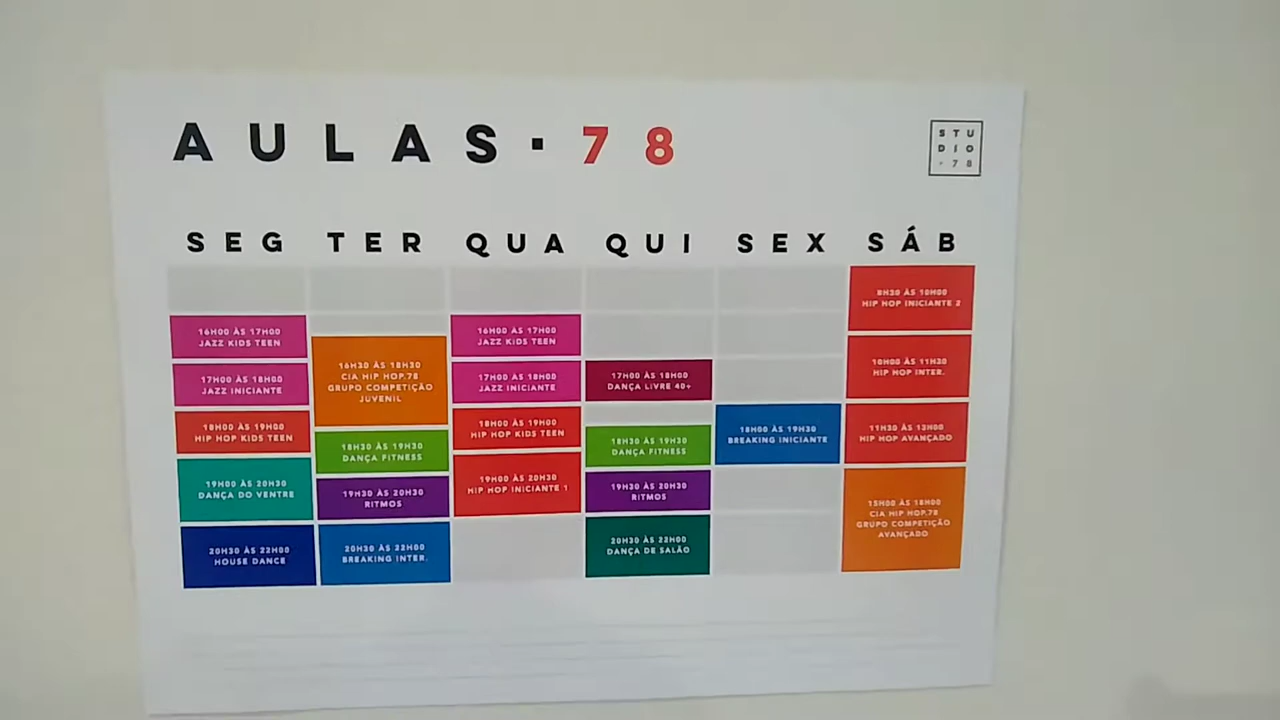 AULAS·78
STU
DIO
·78
SEG TER QUA QUI SEX SÁB
16H00 ÀS 17H00
JAZZ KIDS TEEN
17H00 ÀS 18H00
JAZZ INICIANTE
18H00 ÀS 19H00
HIP HOP KIDS TEEN
19H00 ÀS 20H30
DANÇA DO VENTRE
20H30 ÀS 22H00
HOUSE DANCE
16H30 ÀS 18H30
CIA HIP HOP.78
GRUPO COMPETIÇÃO
JUVENIL
18H30 ÀS 19H30
DANÇA FITNESS
19H30 ÀS 20H30
RITMOS
20H30 ÀS 22H00
BREAKING INTER.
16H00 ÀS 17H00
JAZZ KIDS TEEN
17H00 ÀS 18H00
JAZZ INICIANTE
18H00 ÀS 19H00
HIP HOP KIDS TEEN
19H00 ÀS 20H30
HIP HOP INICIANTE 1
17H00 ÀS 18H00
DANÇA LIVRE 40+
18H30 ÀS 19H30
DANÇA FITNESS
19H30 ÀS 20H30
RITMOS
20H30 ÀS 22H00
DANÇA DE SALÃO
18H00 ÀS 19H30
BREAKING INICIANTE
8H30 ÀS 10H00
HIP HOP INICIANTE 2
10H00 ÀS 11H30
HIP HOP INTER.
11H30 ÀS 13H00
HIP HOP AVANÇADO
15H00 ÀS 18H00
CIA HIP HOP.78
GRUPO COMPETIÇÃO
AVANÇADO